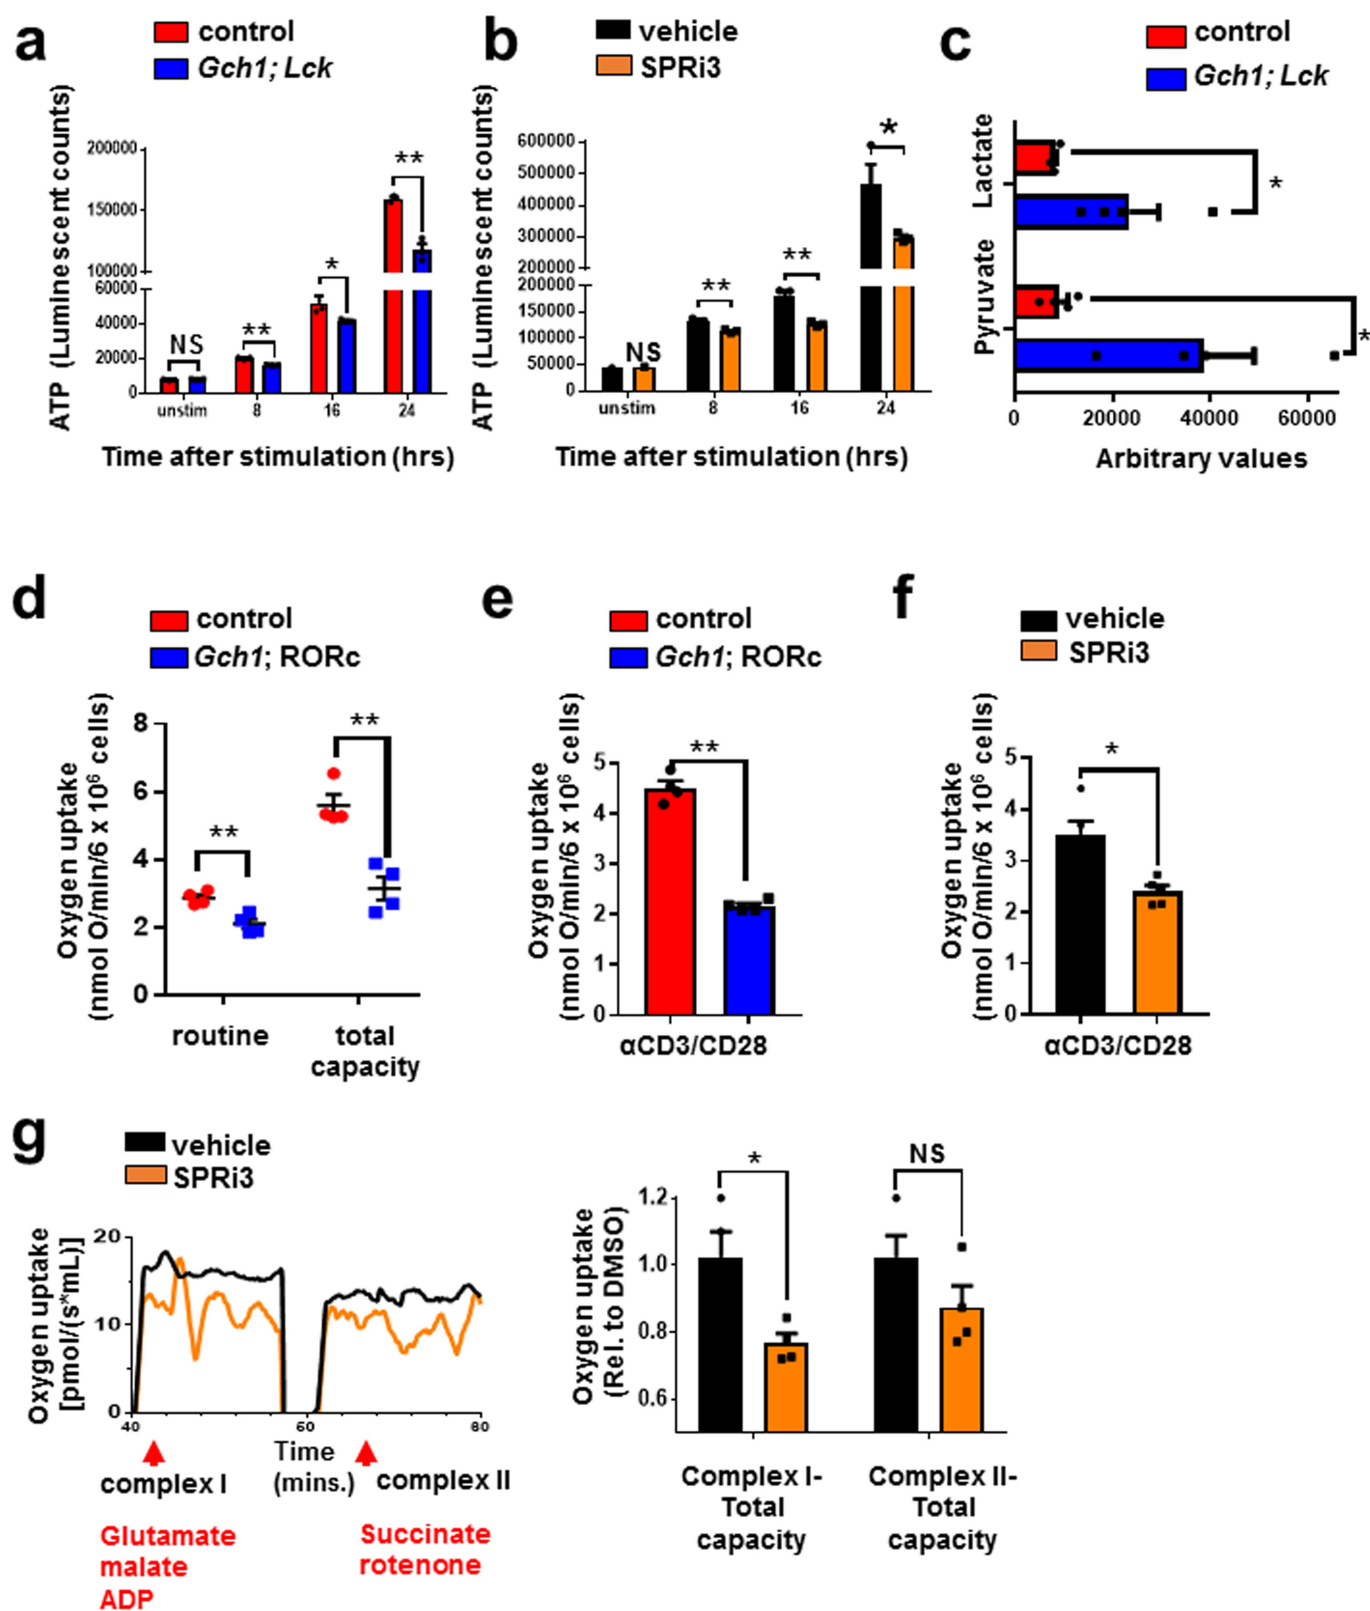 a
control
Gch1; Lck
ATP (Luminescent counts)
200000
150000
100000
60000
40000
20000
0
NS
**
*
**
unstim
8
16
24
Time after stimulation (hrs)
b
vehicle
SPRi3
ATP (Luminescent counts)
600000
500000
400000
300000
200000
200000
150000
100000
50000
0
NS
**
**
*
unstim
8
16
24
Time after stimulation (hrs)
c
control
Gch1; Lck
Lactate
Pyruvate
*
*
0
20000
40000
60000
Arbitrary values
d
control
Gch1; RORc
Oxygen uptake
(nmol O/min/6 x 10⁶ cells)
8
6
4
2
0
**
**
routine
total
capacity
e
control
Gch1; RORc
Oxygen uptake
(nmol O/min/6 x 10⁶ cells)
5
4
3
2
1
0
**
αCD3/CD28
f
vehicle
SPRi3
Oxygen uptake
(nmol O/min/6 x 10⁶ cells)
5
4
3
2
1
0
*
αCD3/CD28
g
vehicle
SPRi3
Oxygen uptake
[pmol/(s*mL)]
20
10
0
40
60
80
Time
(mins.)
complex I
complex II
Glutamate
malate
ADP
Succinate
rotenone
Oxygen uptake
(Rel. to DMSO)
1.2
1.0
0.8
0.6
*
NS
Complex I-
Total
capacity
Complex II-
Total
capacity